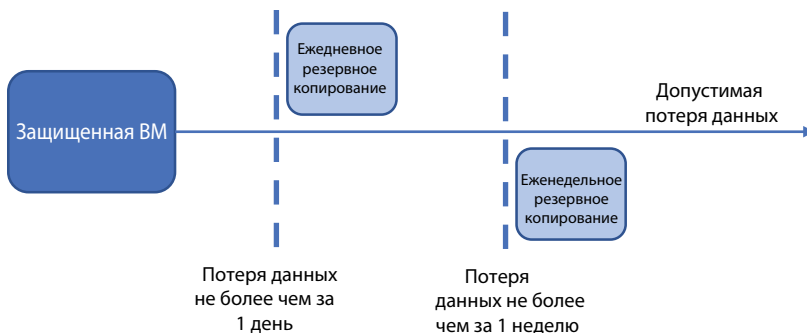 Защищенная ВМ
Ежедневное
резервное
копирование
Допустимая
потеря данных
Еженедельное
резервное
копирование
Потеря данных
не более чем за
1 день
Потеря
данных не более
чем за 1 неделю